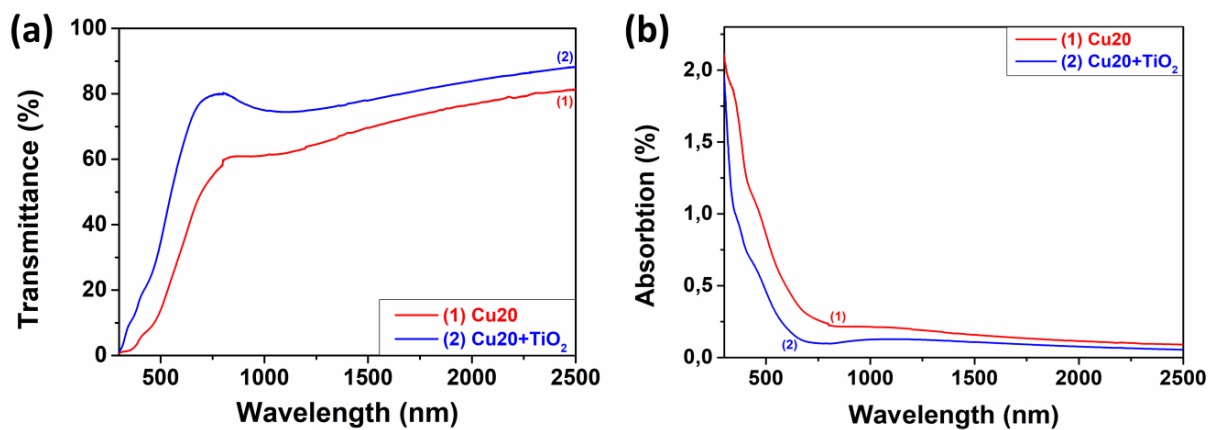 (a)
100
80
60
40
20
0
Transmittance (%)
500
1000
1500
2000
2500
Wavelength (nm)
(2)
(1)
(1) Cu20
(2) Cu20+TiO₂
(b)
2,0
1,5
1,0
0,5
0,0
Absorbtion (%)
500
1000
1500
2000
2500
Wavelength (nm)
(1) Cu20
(2) Cu20+TiO₂
(1)
(2)